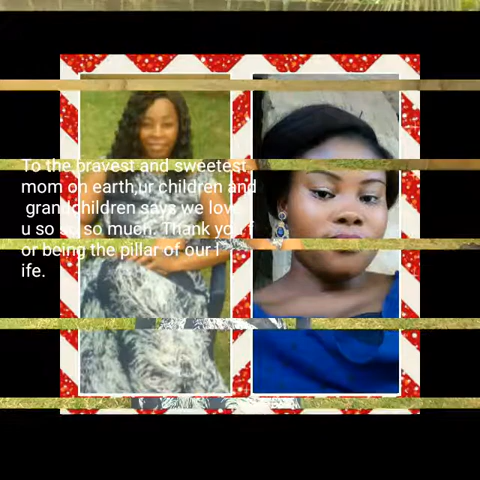 To the bravest and sweetest
mom on earth,ur children and
grandchildren says we love
u so so so much. Thank you f
or being the pillar of our l
ife.